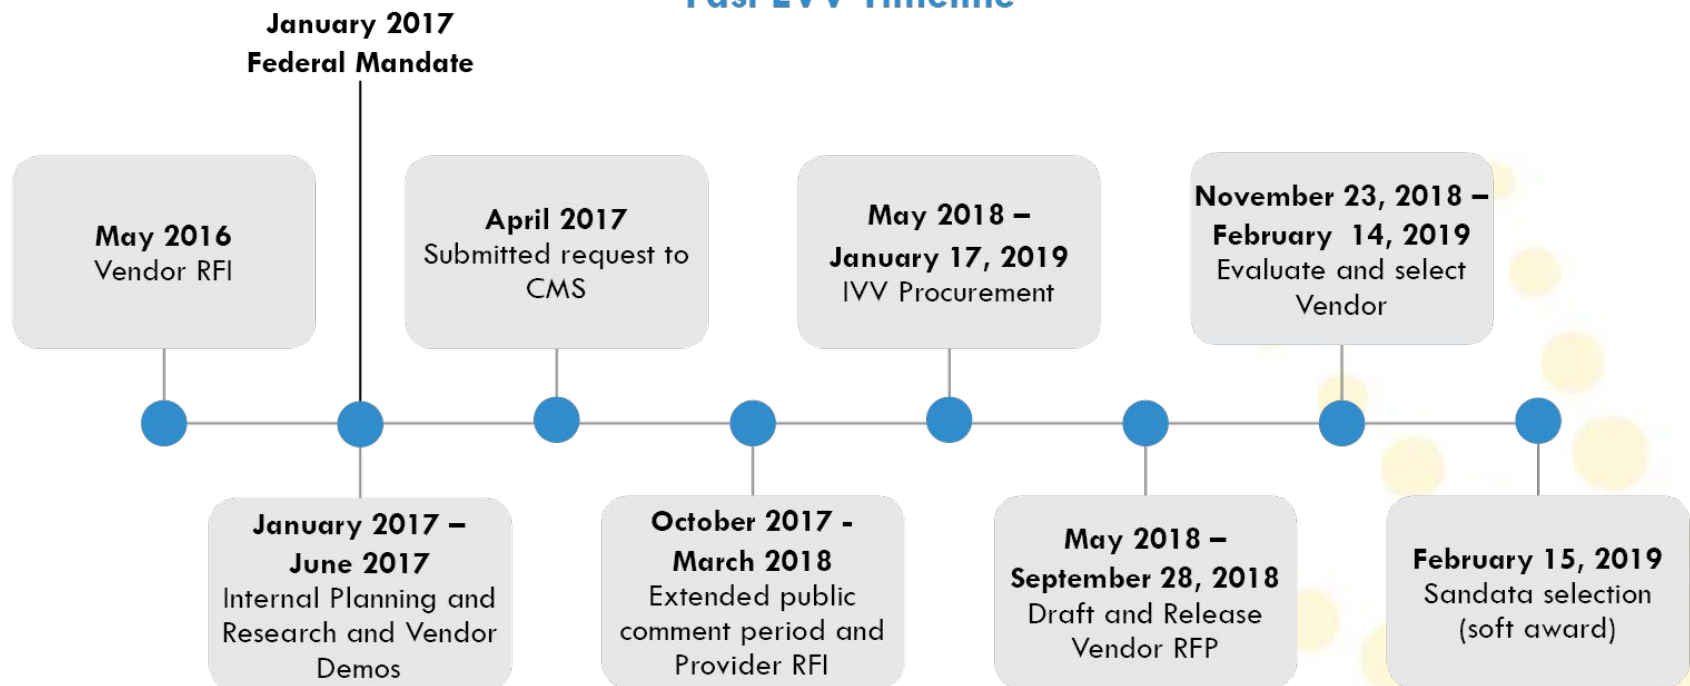 Past EVV Timeline
January 2017
Federal Mandate
May 2016
Vendor RFI
April 2017
Submitted request to
CMS
May 2018 –
January 17, 2019
IVV Procurement
November 23, 2018 –
February 14, 2019
Evaluate and select
Vendor
January 2017 –
June 2017
Internal Planning and
Research and Vendor
Demos
October 2017 -
March 2018
Extended public
comment period and
Provider RFI
May 2018 –
September 28, 2018
Draft and Release
Vendor RFP
February 15, 2019
Sandata selection
(soft award)